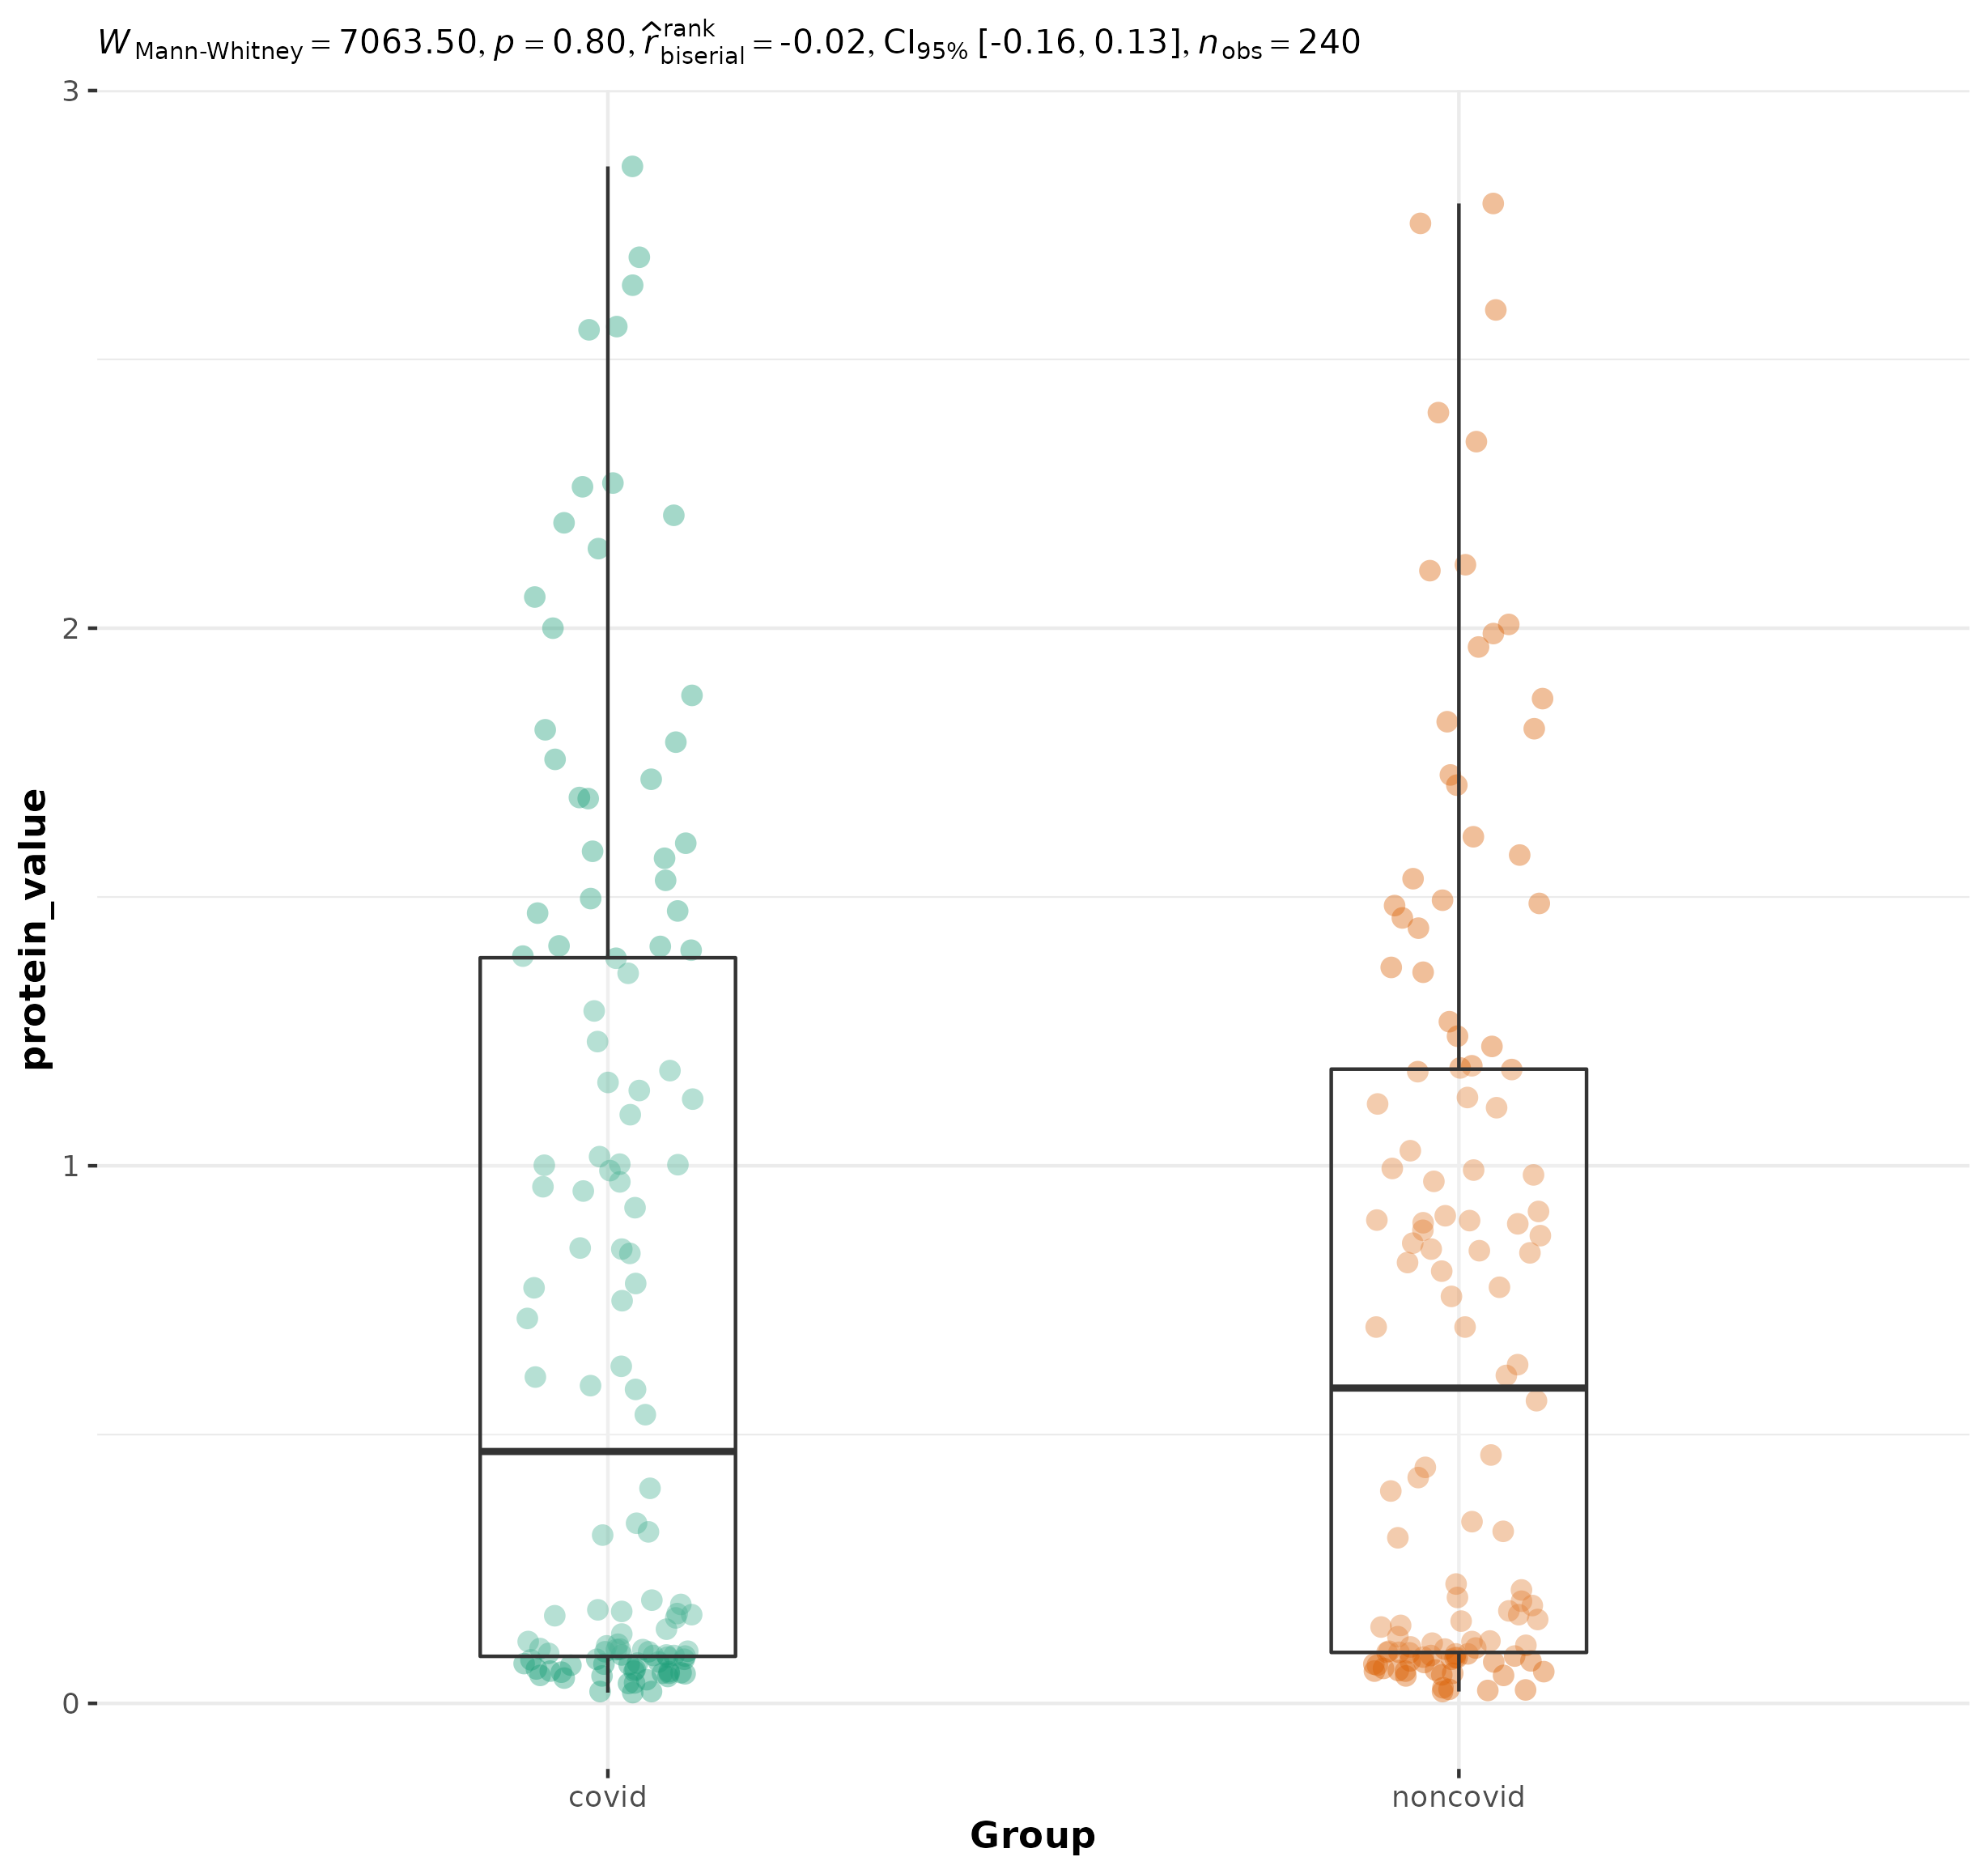 W Mann-Whitney = 7063.50, p = 0.80, r̂ rank biserial = -0.02, CI95% [-0.16, 0.13], nobs = 240
3
2
1
0
protein_value
covid noncovid
Group